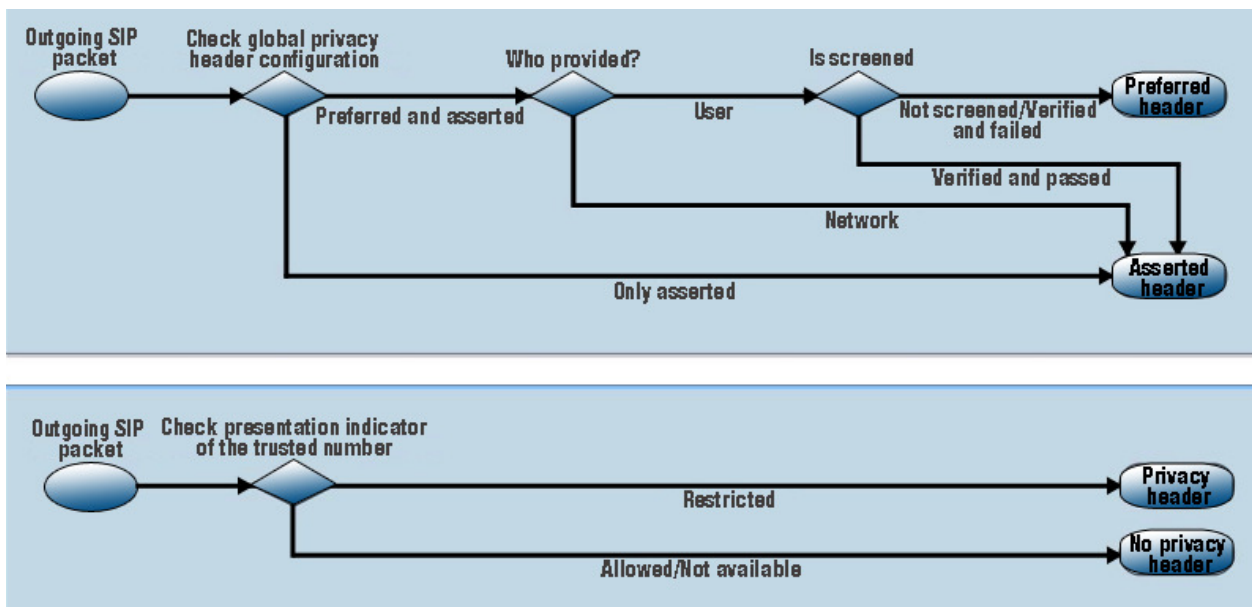 Outgoing SIP
packet
Check global privacy
header configuration
Who provided?
Is screened
Preferred
header
Preferred and asserted
User
Not screened/Verified
and failed
Verified and passed
Network
Asserted
header
Only asserted
Outgoing SIP
packet
Check presentation indicator
of the trusted number
Privacy
header
Restricted
No privacy
header
Allowed/Not available